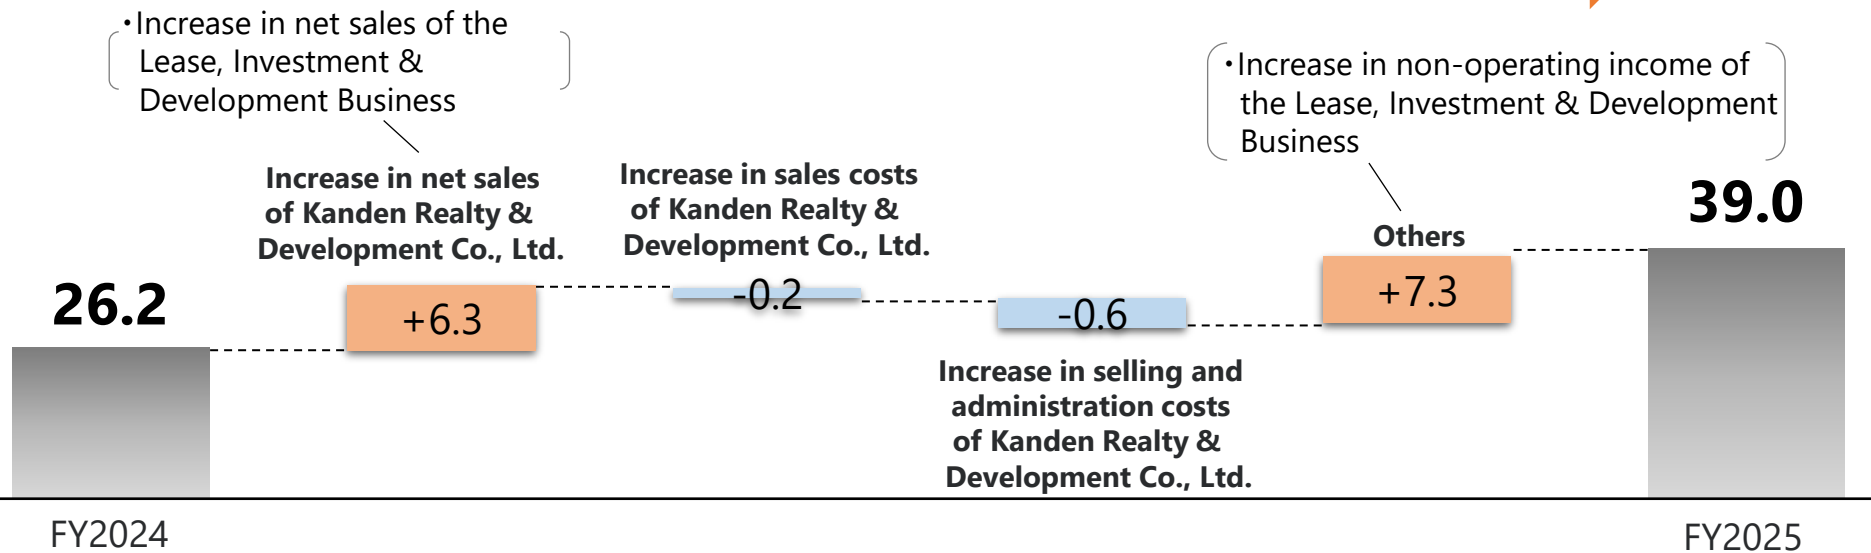 ・Increase in net sales of the
Lease, Investment &
Development Business
・Increase in non-operating income of
the Lease, Investment & Development
Business
Increase in net sales
of Kanden Realty &
Development Co., Ltd.
Increase in sales costs
of Kanden Realty &
Development Co., Ltd.
Others
39.0
26.2
+6.3
-0.2
-0.6
+7.3
Increase in selling and
administration costs
of Kanden Realty &
Development Co., Ltd.
FY2024
FY2025